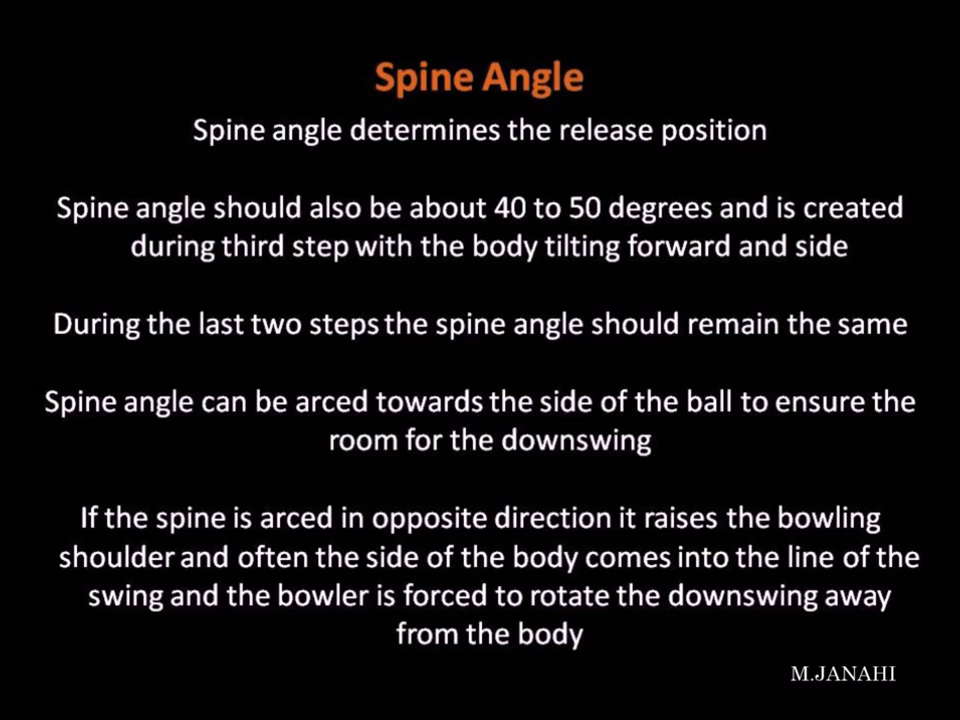 Spine Angle
Spine angle determines the release position
Spine angle should also be about 40 to 50 degrees and is created
during third step with the body tilting forward and side
During the last two steps the spine angle should remain the same
Spine angle can be arced towards the side of the ball to ensure the
room for the downswing
If the spine is arced in opposite direction it raises the bowling
shoulder and often the side of the body comes into the line of the
swing and the bowler is forced to rotate the downswing away
from the body
M.JANAHI